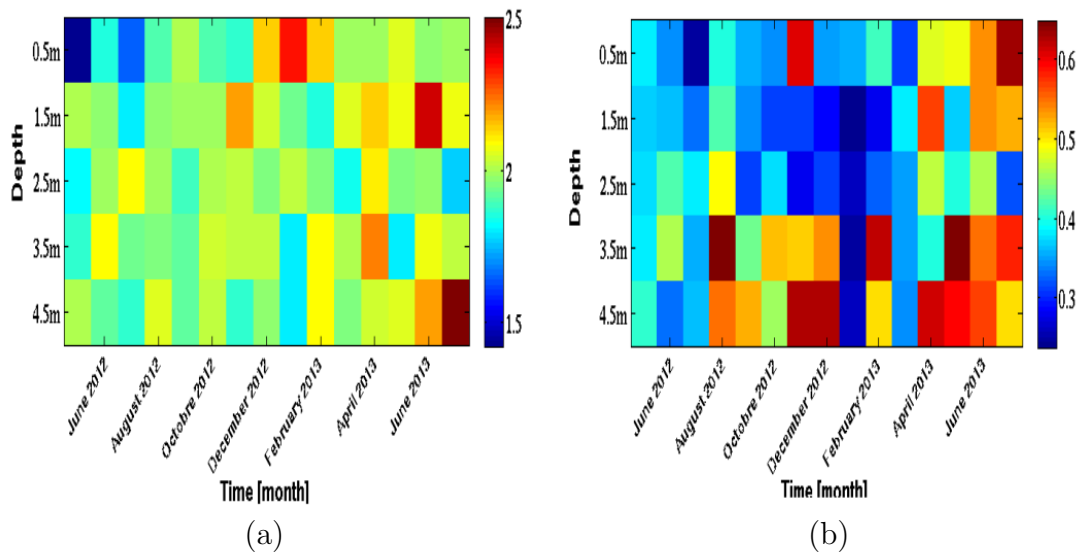 2.5
0.5m
1.5m
2.5m
3.5m
4.5m
Depth
2
1.5
June 2012
August 2012
Octobre 2012
December 2012
February 2013
April 2013
June 2013
Time [month]
(a)
0.5m
1.5m
2.5m
3.5m
4.5m
Depth
0.6
0.5
0.4
0.3
June 2012
August 2012
Octobre 2012
December 2012
February 2013
April 2013
June 2013
Time [month]
(b)